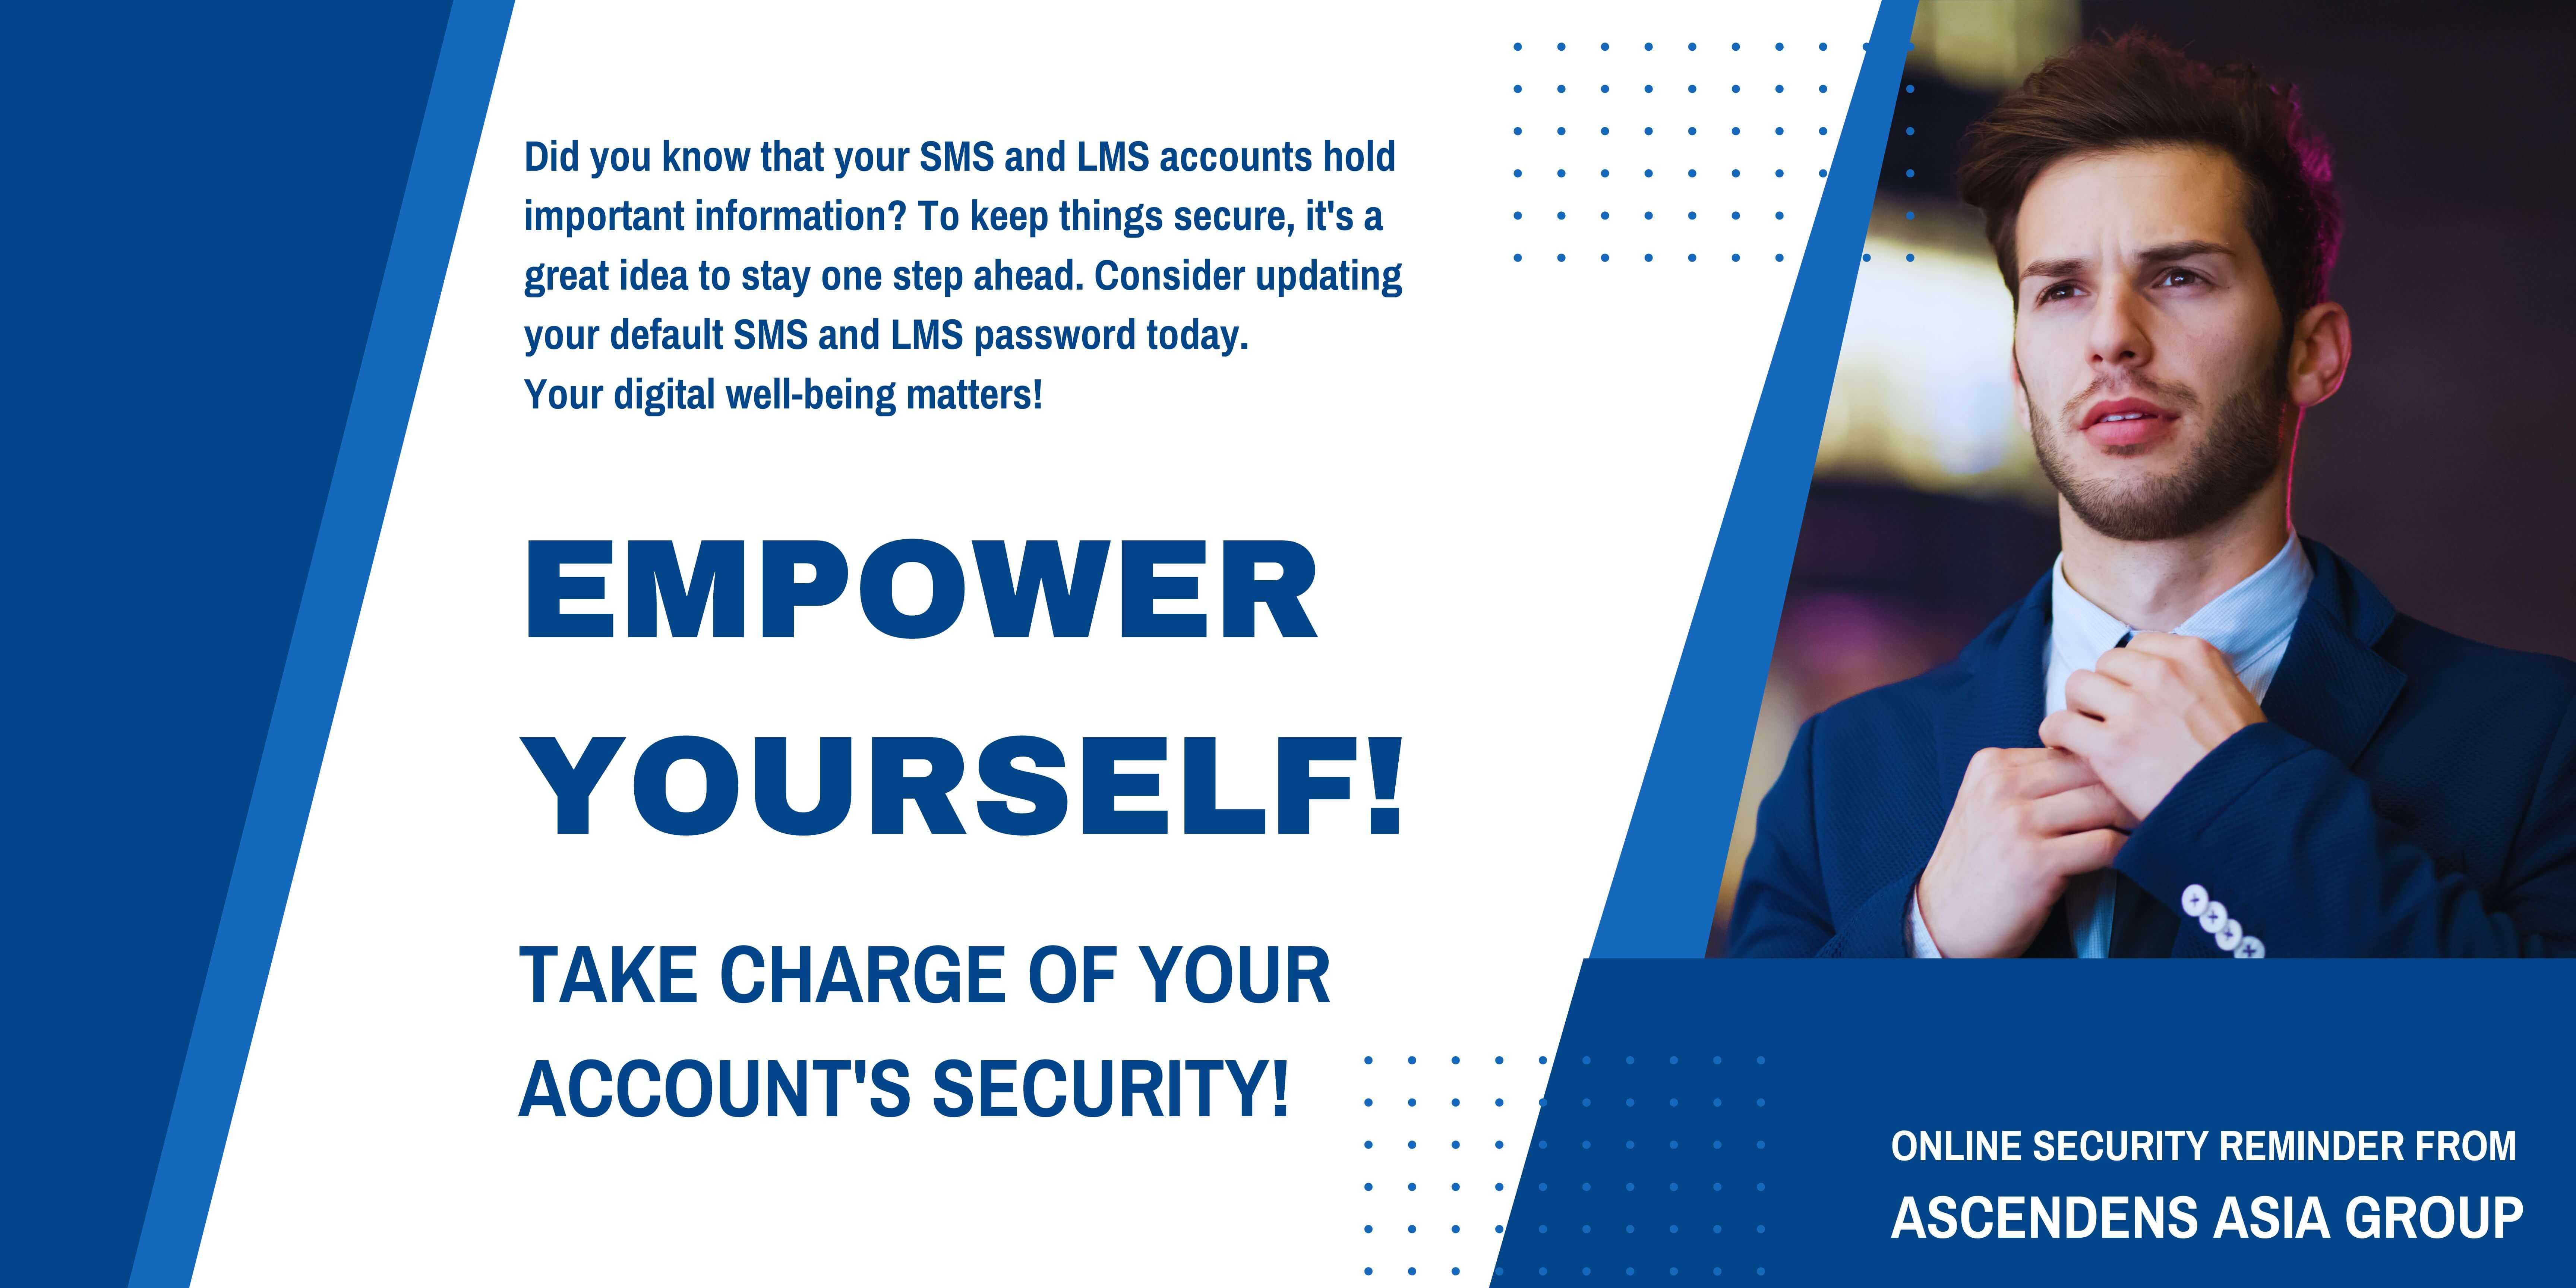 Did you know that your SMS and LMS accounts hold
important information? To keep things secure, it's a
great idea to stay one step ahead. Consider updating
your default SMS and LMS password today.
Your digital well-being matters!
EMPOWER
YOURSELF!
TAKE CHARGE OF YOUR
ACCOUNT'S SECURITY!
ONLINE SECURITY REMINDER FROM
ASCENDENS ASIA GROUP